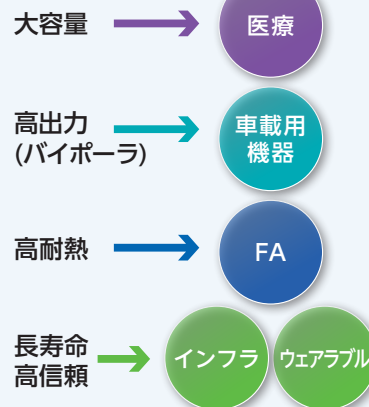 大容量
医療
高出力
(バイポーラ)
車載用
機器
高耐熱
FA
長寿命
高信頼
インフラ
ウェアラブル